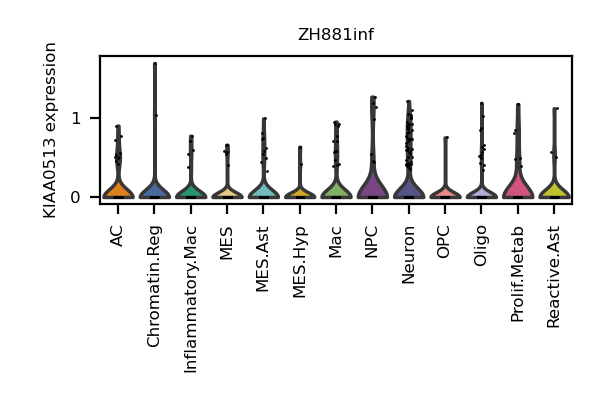 ZH881inf
KIAA0513 expression
1
0
AC
Chromatin.Reg
Inflammatory.Mac
MES
MES.Ast
MES.Hyp
Mac
NPC
Neuron
OPC
Oligo
Prolif.Metab
Reactive.Ast